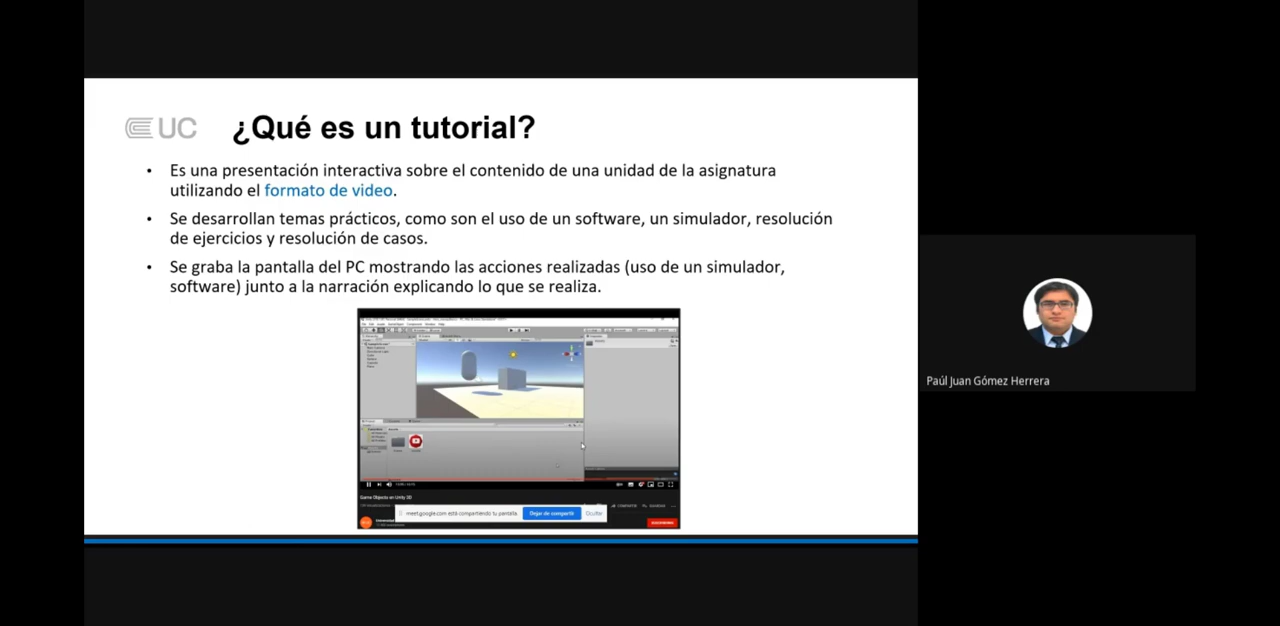 UC
¿Qué es un tutorial?
• Es una presentación interactiva sobre el contenido de una unidad de la asignatura
utilizando el formato de video.
• Se desarrollan temas prácticos, como son el uso de un software, un simulador, resolución
de ejercicios y resolución de casos.
• Se graba la pantalla del PC mostrando las acciones realizadas (uso de un simulador,
software) junto a la narración explicando lo que se realiza.
Game Objects en Unity 3D
meet.google.com está compartiendo tu pantalla.
Dejar de compartir
Ocultar
Paúl Juan Gómez Herrera